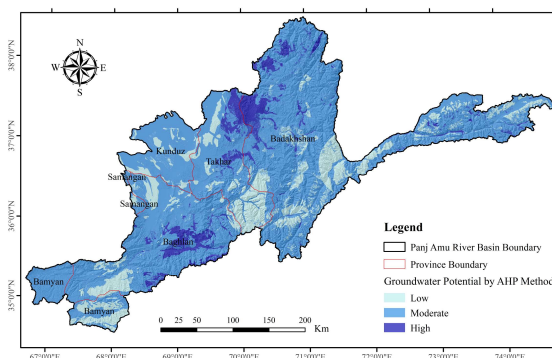 N
W E
S
38°0'0"N
37°0'0"N
36°0'0"N
35°0'0"N
Badakhshan
Kunduz
Takhar
Samangan
Samangan
Baghlan
Bamyan
Bamyan
Legend
Panj Amu River Basin Boundary
Province Boundary
Groundwater Potential by AHP Method
Low
Moderate
High
0 25 50 100 150 200
Km
67°0'0"E 68°0'0"E 69°0'0"E 70°0'0"E 71°0'0"E 72°0'0"E 73°0'0"E